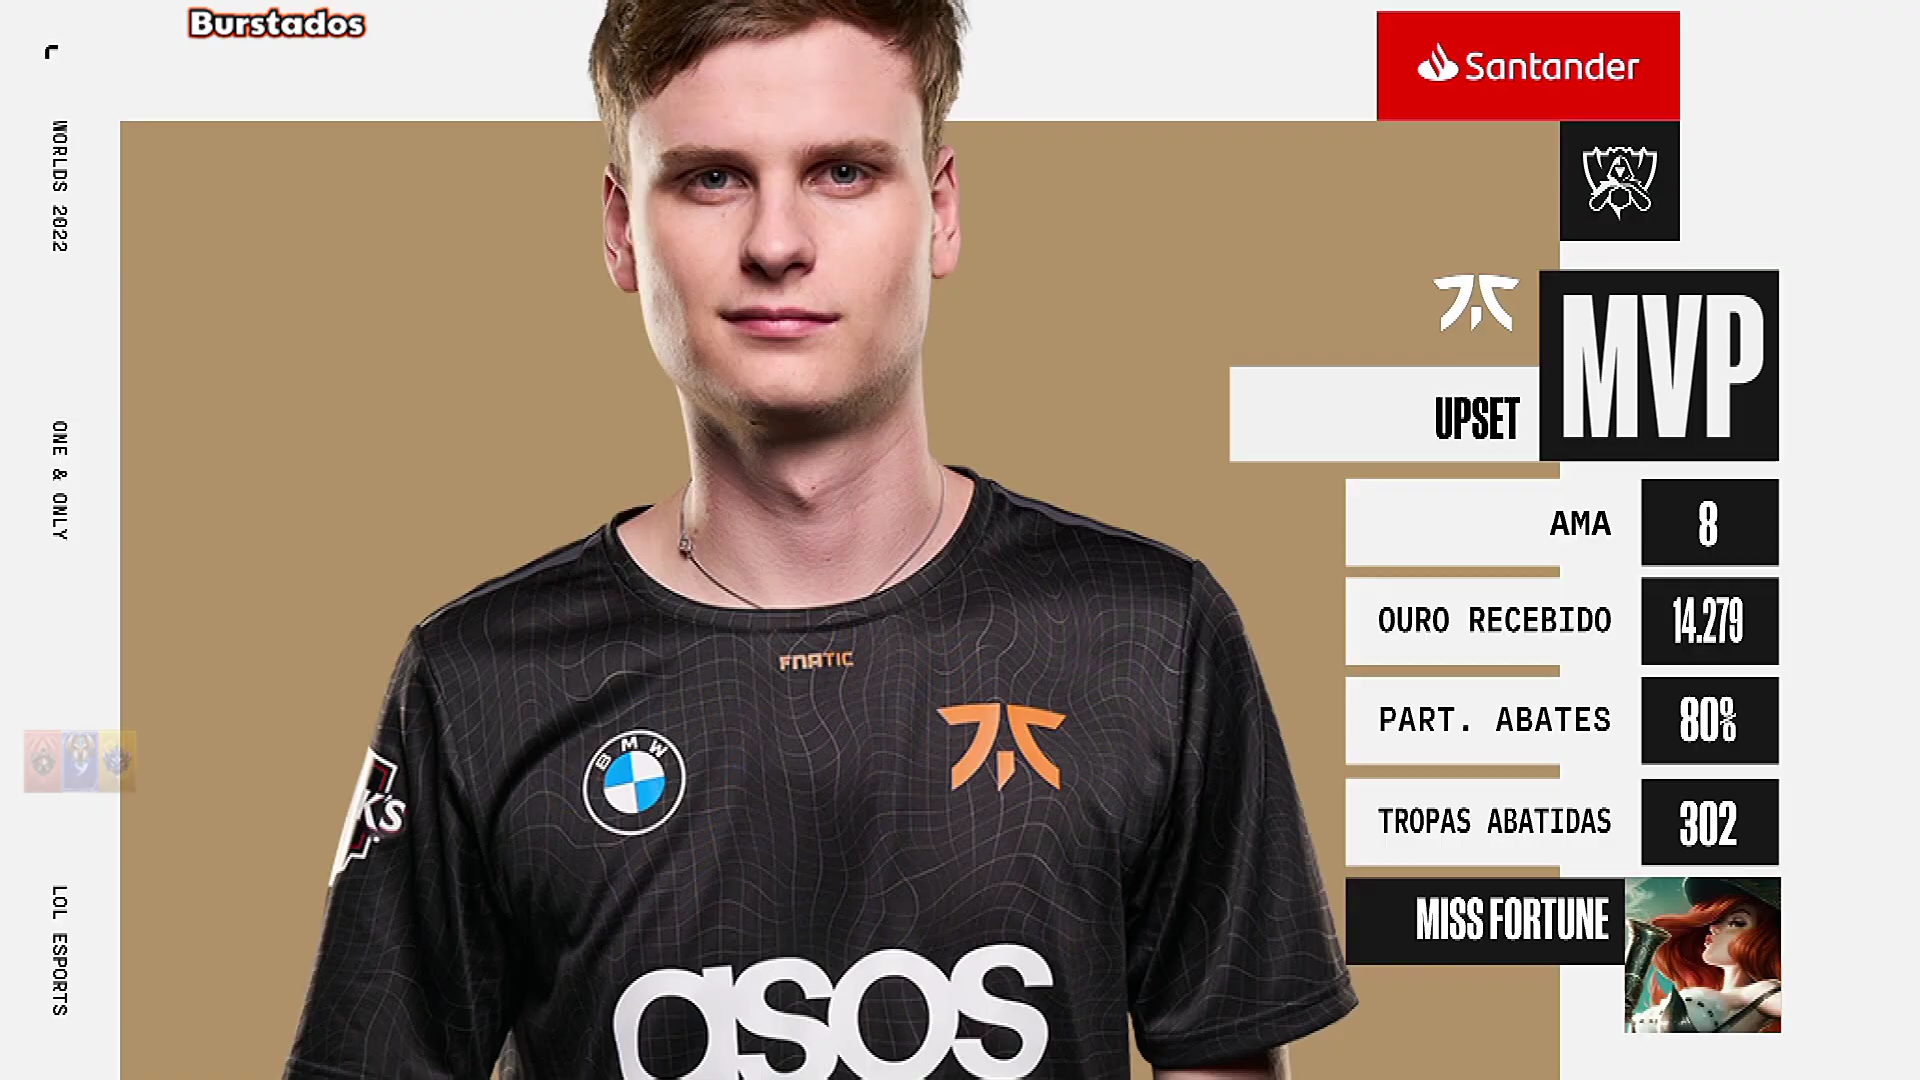 Burstados
WORLDS 2022
ONE & ONLY
LOL ESPORTS
Santander
MVP
UPSET
AMA 8
OURO RECEBIDO 14.279
PART. ABATES 80%
TROPAS ABATIDAS 302
MISS FORTUNE
FNATIC
BMW
K'S
asos